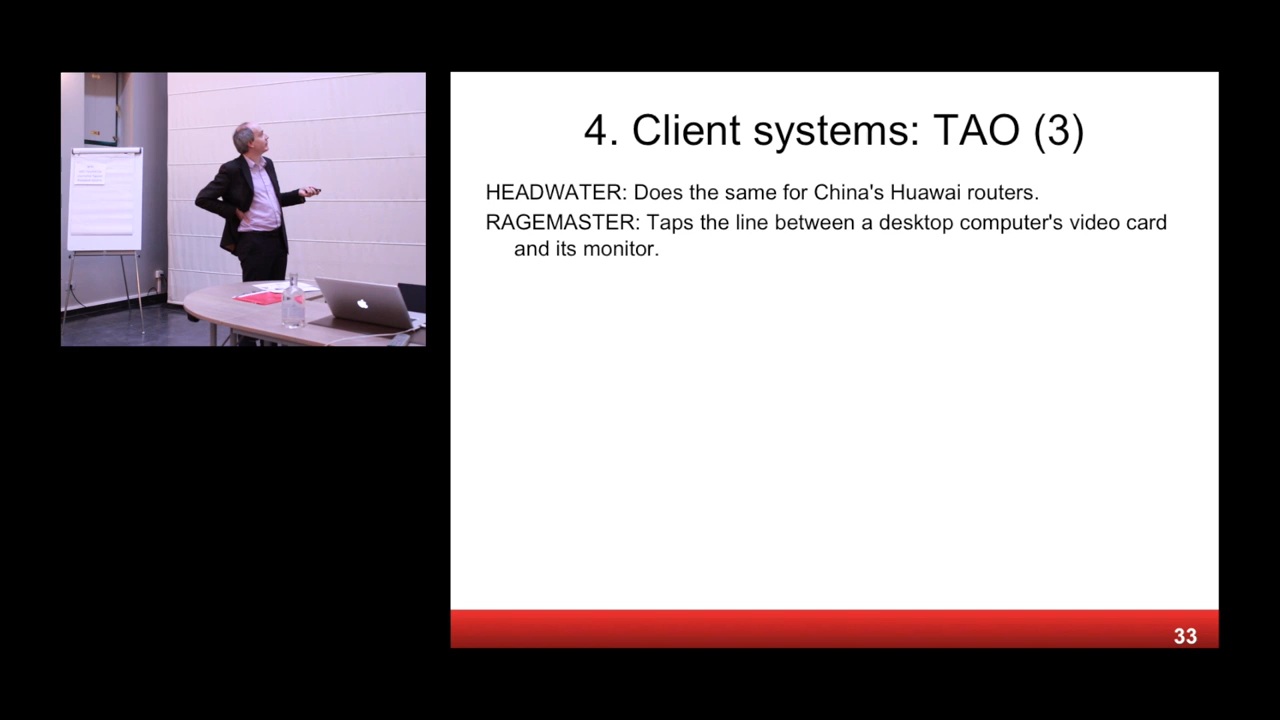 4. Client systems: TAO (3)
HEADWATER: Does the same for China's Huawai routers.
RAGEMASTER: Taps the line between a desktop computer's video card
and its monitor.
33